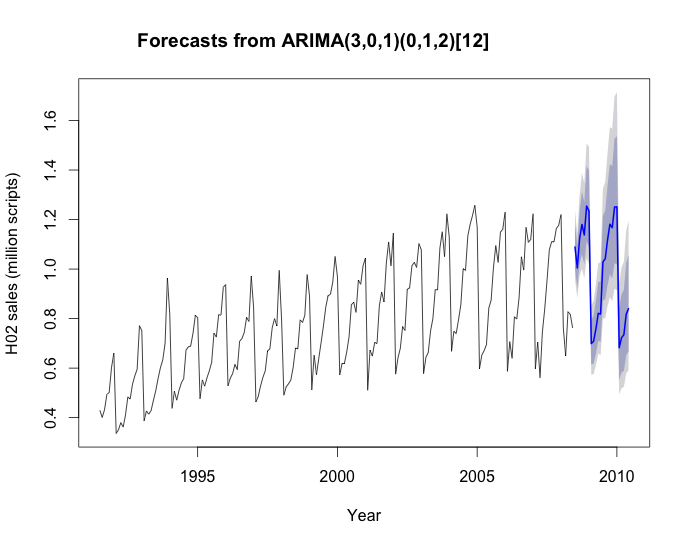 Forecasts from ARIMA(3,0,1)(0,1,2)[12]
H02 sales (million scripts)
1.6
1.4
1.2
1.0
0.8
0.6
0.4
1995 2000 2005 2010
Year